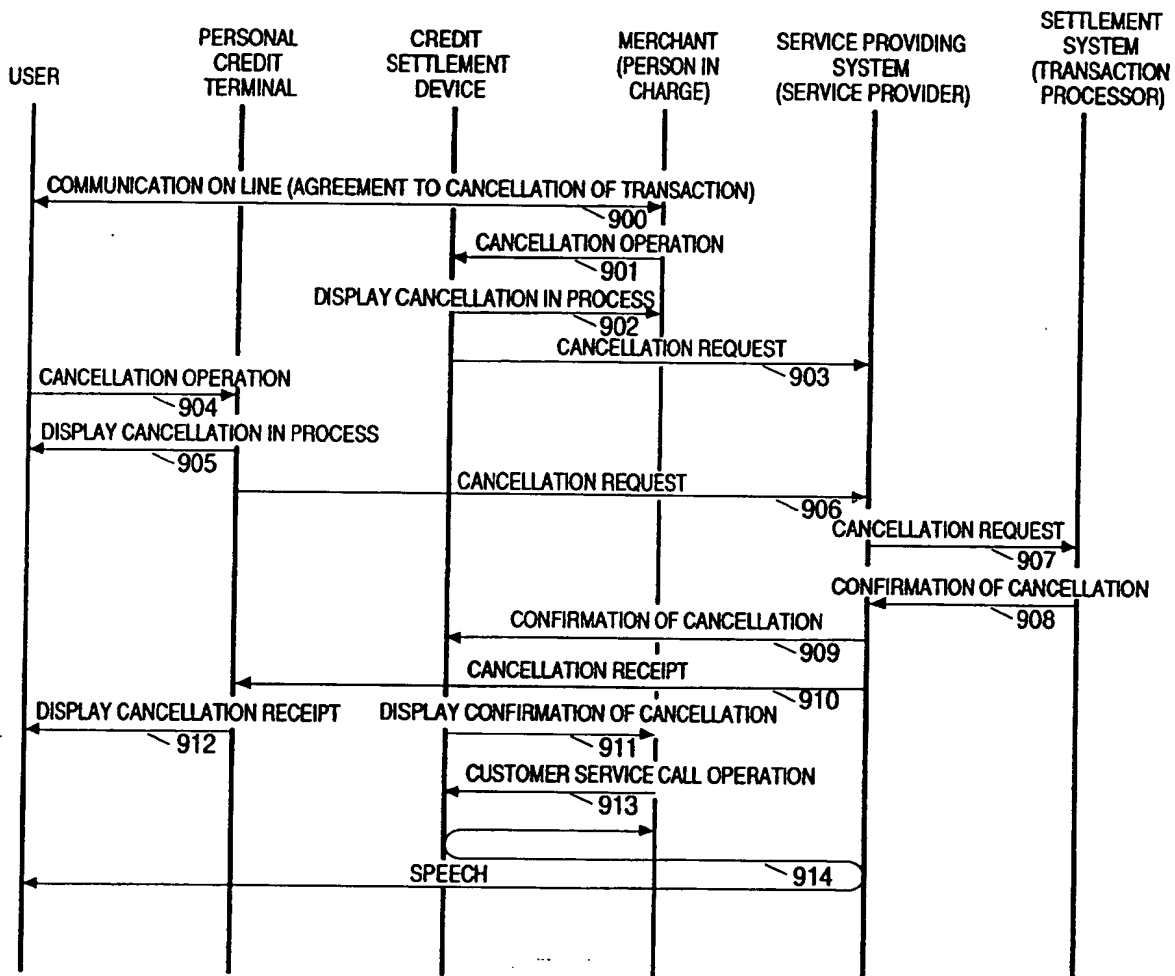 USER
PERSONAL
CREDIT
TERMINAL
CREDIT
SETTLEMENT
DEVICE
MERCHANT
(PERSON IN
CHARGE)
SERVICE PROVIDING
SYSTEM
(SERVICE PROVIDER)
SETTLEMENT
SYSTEM
(TRANSACTION
PROCESSOR)
COMMUNICATION ON LINE (AGREEMENT TO CANCELLATION OF TRANSACTION)
900
CANCELLATION OPERATION
901
DISPLAY CANCELLATION IN PROCESS
902
CANCELLATION REQUEST
903
CANCELLATION OPERATION
904
DISPLAY CANCELLATION IN PROCESS
905
CANCELLATION REQUEST
906
CANCELLATION REQUEST
907
CONFIRMATION OF CANCELLATION
908
CONFIRMATION OF CANCELLATION
909
CANCELLATION RECEIPT
910
DISPLAY CANCELLATION RECEIPT
912
DISPLAY CONFIRMATION OF CANCELLATION
911
CUSTOMER SERVICE CALL OPERATION
913
SPEECH
914